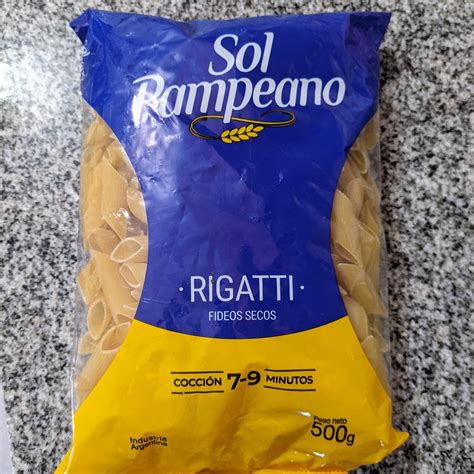 Sol
Pampeano
· RIGATTI ·
FIDEOS SECOS
COCCIÓN 7-9 MINUTOS
Industria
Argentina
Peso neto
500g